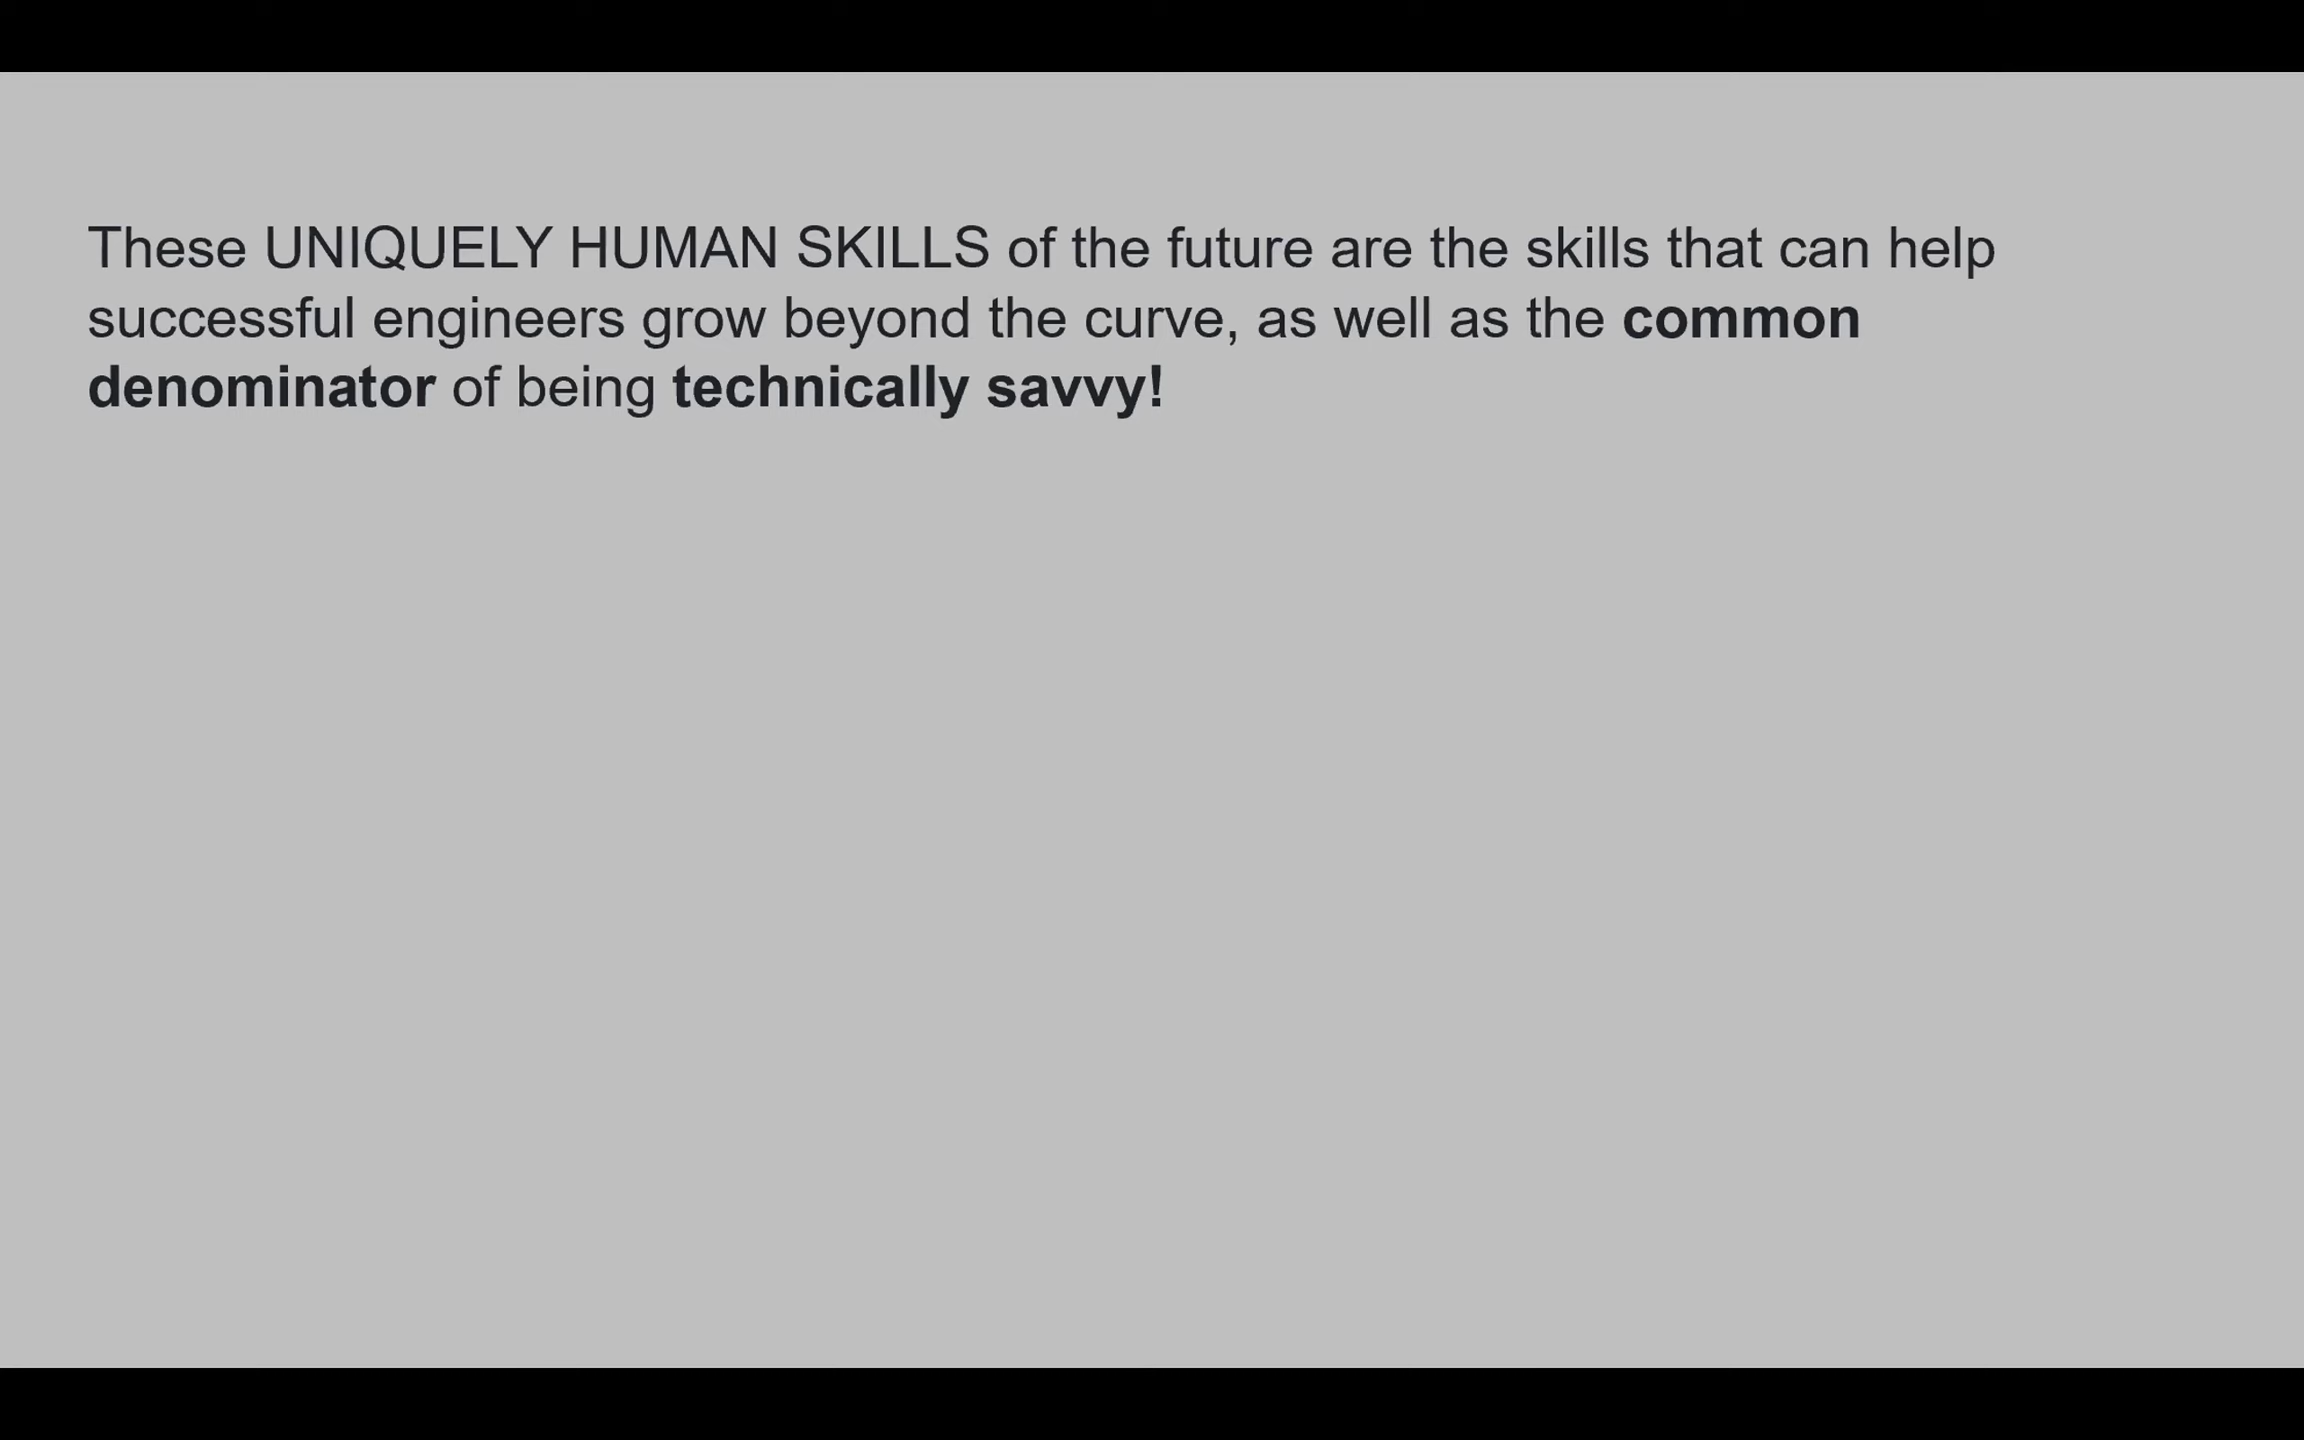 These UNIQUELY HUMAN SKILLS of the future are the skills that can help
successful engineers grow beyond the curve, as well as the common
denominator of being technically savvy!